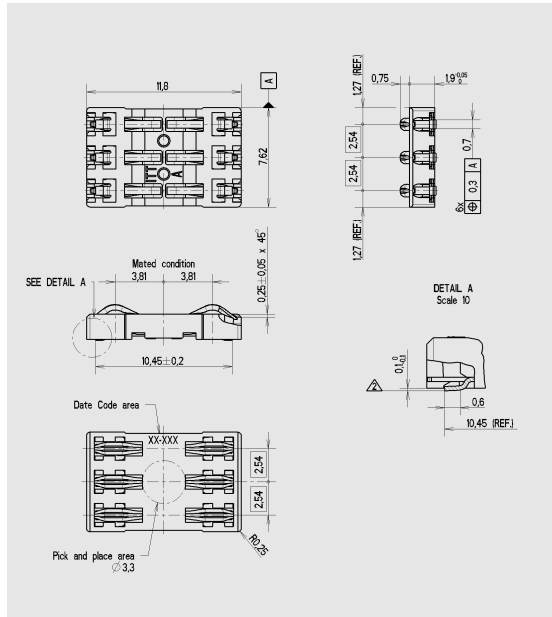 11,8
A
7.62
ITT
A
0,75
1,9 -0,05
1,27 (REF.)
2,54
2,54
1,27 (REF.)
0,7
6x ⌖ 0,3 A
Mated condition
3,81 3,81
0,25±0,05 x 45°
SEE DETAIL A
10,45±0,2
DETAIL A
Scale 10
0,1 0 -0,1
2
0,6
10,45 (REF.)
Date Code area
XX-XXX
2,54
2,54
R0,25
Pick and place area
∅ 3,3